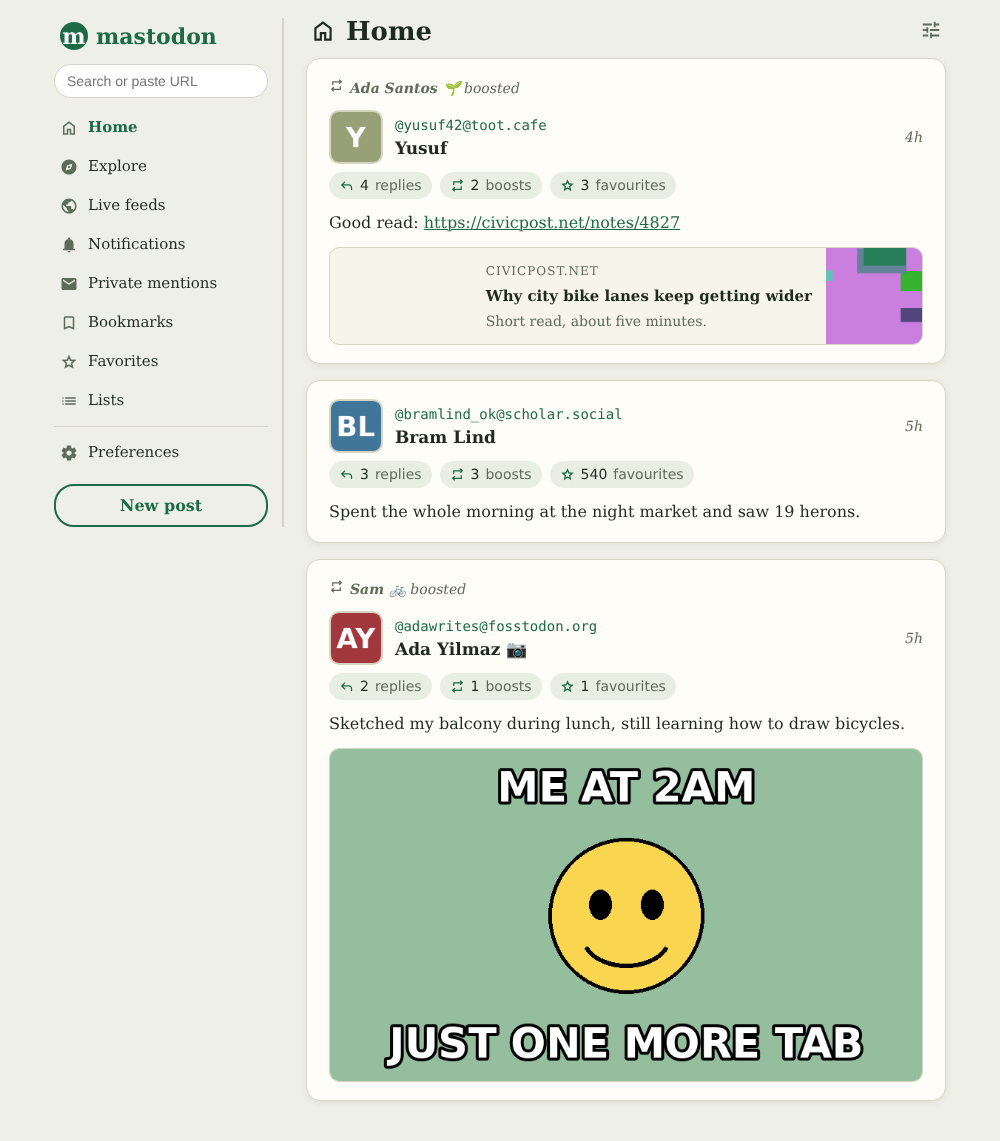 mastodon
Search or paste URL
Home
Explore
Live feeds
Notifications
Private mentions
Bookmarks
Favorites
Lists
Preferences
New post
Home
Ada Santos 🌱 boosted
Y
@yusuf42@toot.cafe
Yusuf
4h
4 replies
2 boosts
3 favourites
Good read: https://civicpost.net/notes/4827
CIVICPOST.NET
Why city bike lanes keep getting wider
Short read, about five minutes.
BL
@bramlind_ok@scholar.social
Bram Lind
5h
3 replies
3 boosts
540 favourites
Spent the whole morning at the night market and saw 19 herons.
Sam 🚲 boosted
AY
@adawrites@fosstodon.org
Ada Yilmaz 📷
5h
2 replies
1 boosts
1 favourites
Sketched my balcony during lunch, still learning how to draw bicycles.
ME AT 2AM
JUST ONE MORE TAB